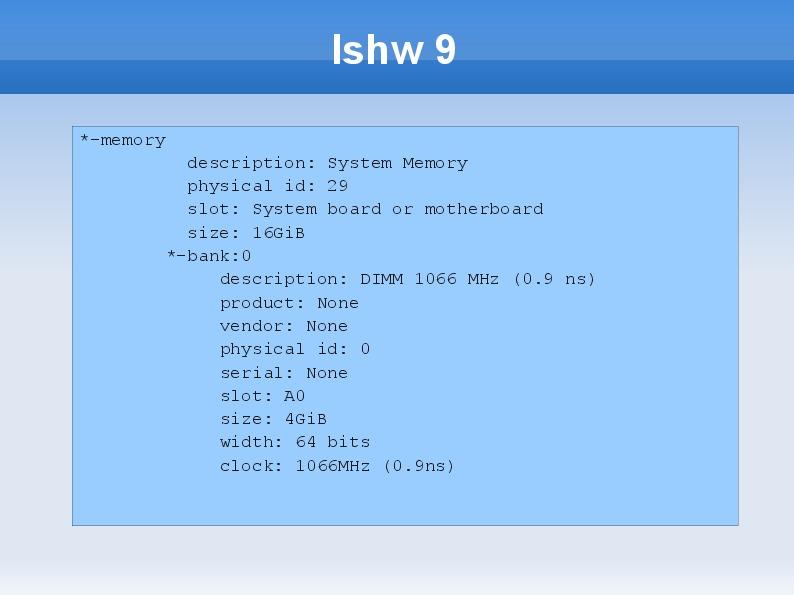 lshw 9
*-memory
description: System Memory
physical id: 29
slot: System board or motherboard
size: 16GiB
*-bank:0
description: DIMM 1066 MHz (0.9 ns)
product: None
vendor: None
physical id: 0
serial: None
slot: A0
size: 4GiB
width: 64 bits
clock: 1066MHz (0.9ns)